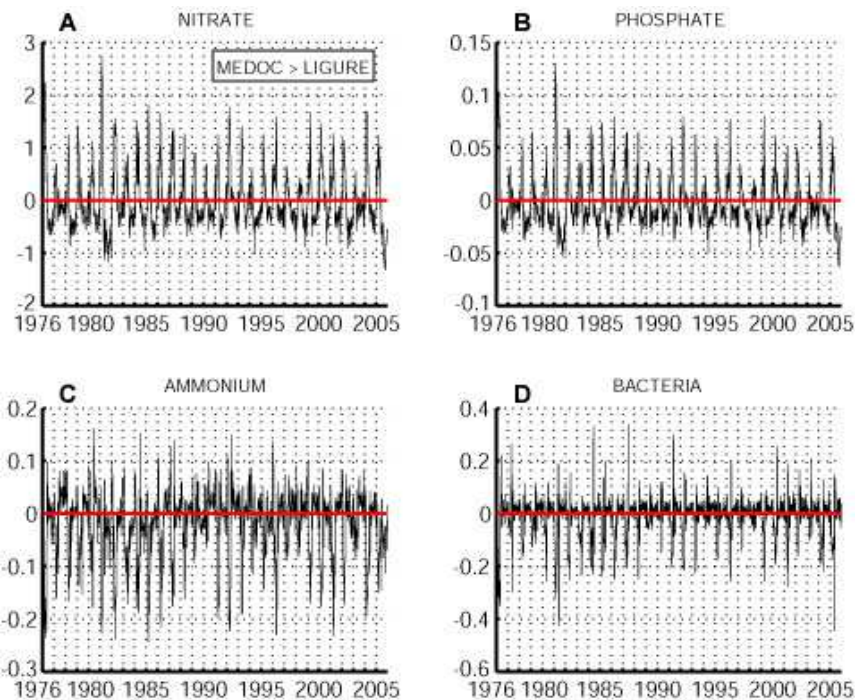 A NITRATE
MEDOC > LIGURE
3
2
1
0
-1
-2
1976 1980 1985 1990 1995 2000 2005
B PHOSPHATE
0.15
0.1
0.05
0
-0.05
-0.1
1976 1980 1985 1990 1995 2000 2005
C AMMONIUM
0.2
0.1
0
-0.1
-0.2
-0.3
1976 1980 1985 1990 1995 2000 2005
D BACTERIA
0.4
0.2
0
-0.2
-0.4
-0.6
1976 1980 1985 1990 1995 2000 2005